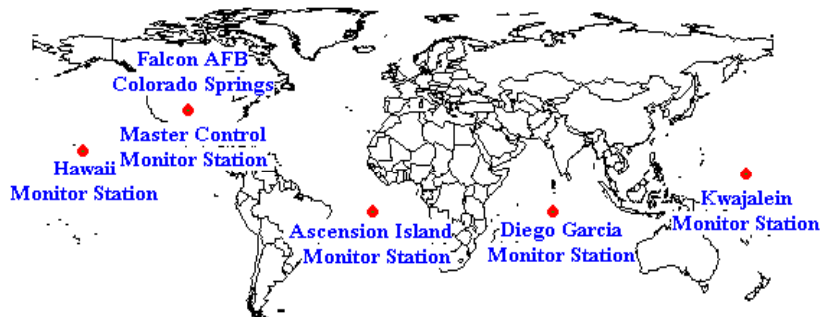 Falcon AFB
Colorado Springs
Master Control
Monitor Station
Hawaii
Monitor Station
Ascension Island
Monitor Station
Diego Garcia
Monitor Station
Kwajalein
Monitor Station